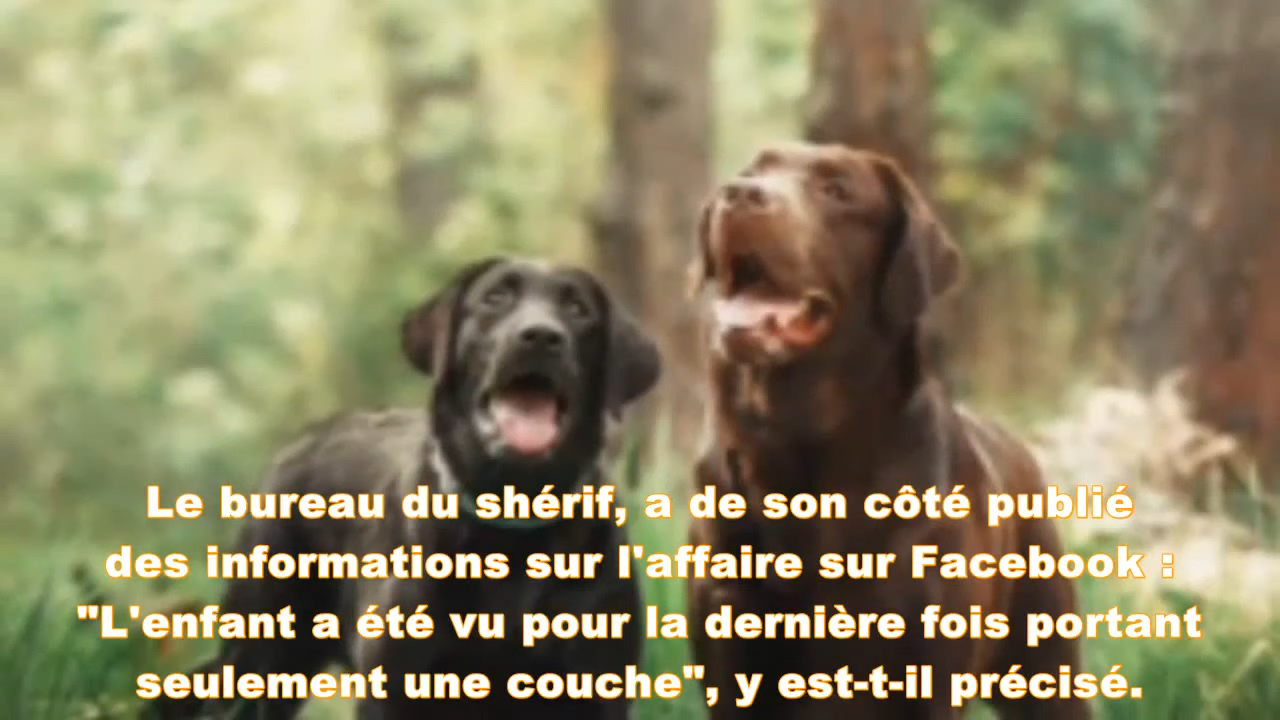 Le bureau du shérif, a de son côté publié
des informations sur l'affaire sur Facebook :
"L'enfant a été vu pour la dernière fois portant
seulement une couche", y est-t-il précisé.